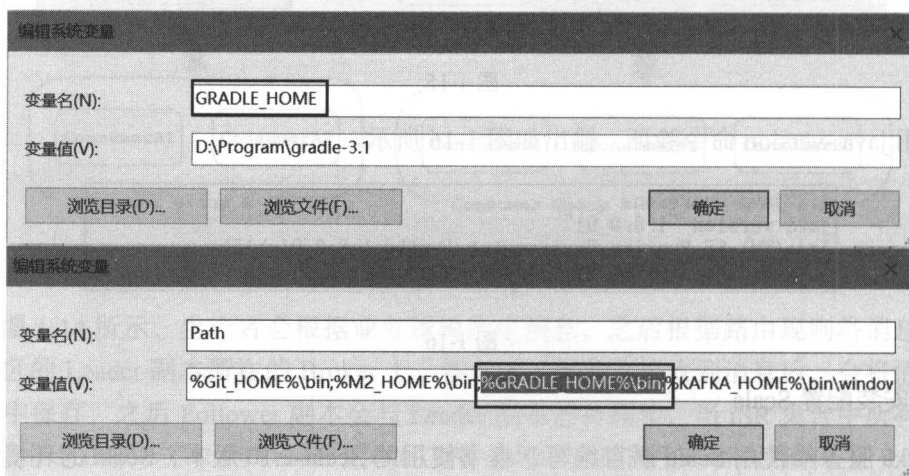 编辑系统变量
变量名(N):
GRADLE_HOME
变量值(V):
D:\Program\gradle-3.1
浏览目录(D)...
浏览文件(F)...
确定
取消
编辑系统变量
变量名(N):
Path
变量值(V):
%Git_HOME%\bin;%M2_HOME%\bin;%GRADLE_HOME%\bin;%KAFKA_HOME%\bin\window
浏览目录(D)...
浏览文件(F)...
确定
取消